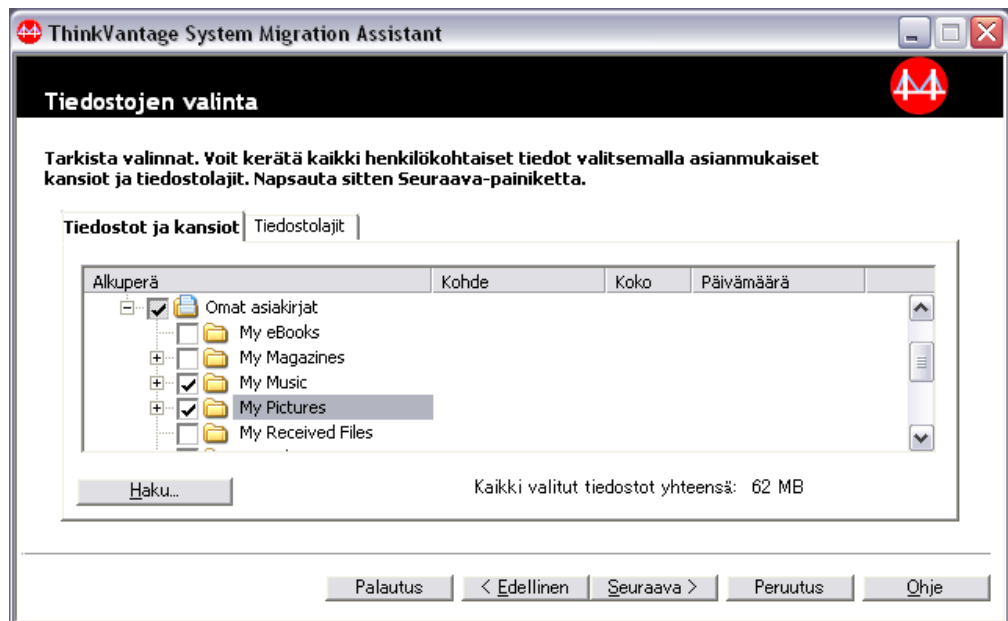 ThinkVantage System Migration Assistant
Tiedostojen valinta
Tarkista valinnat. Voit kerätä kaikki henkilökohtaiset tiedot valitsemalla asianmukaiset
kansiot ja tiedostolajit. Napsauta sitten Seuraava-painiketta.
Tiedostot ja kansiot Tiedostolajit
Alkuperä Kohde Koko Päivämäärä
Omat asiakirjat
My eBooks
My Magazines
My Music
My Pictures
My Received Files
Haku... Kaikki valitut tiedostot yhteensä: 62 MB
Palautus < Edellinen Seuraava > Peruutus Ohje